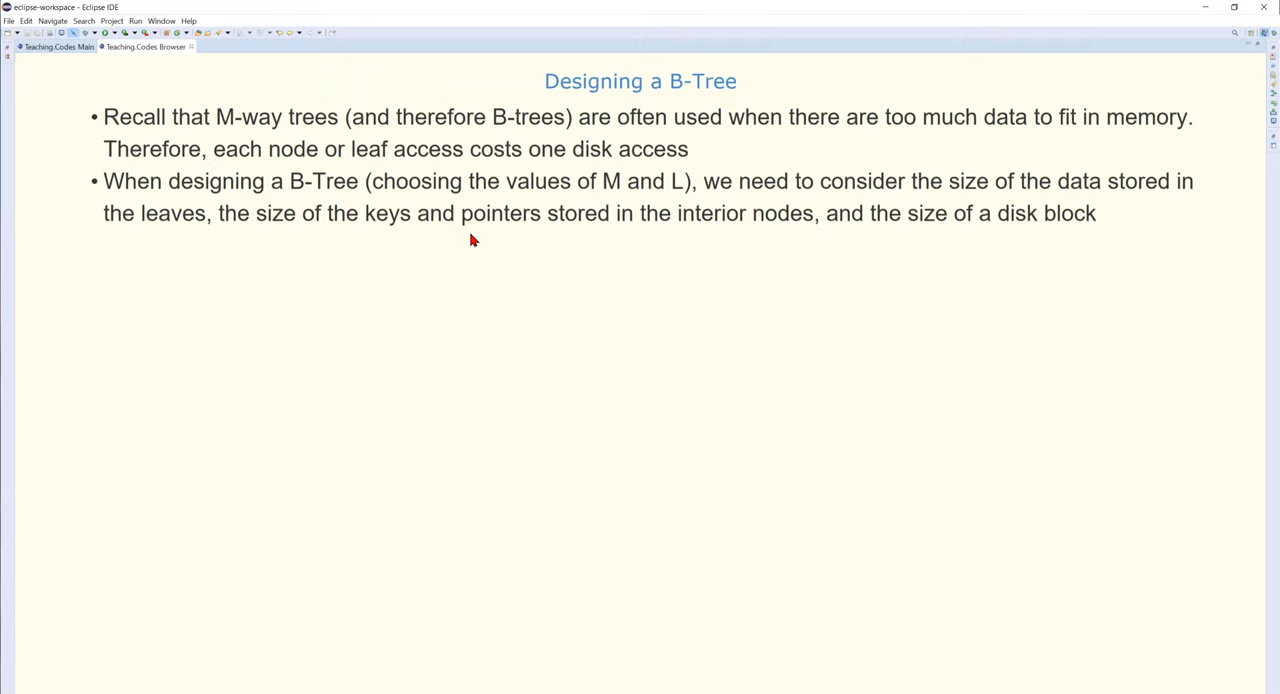 eclipse-workspace - Eclipse IDE
File Edit Navigate Search Project Run Window Help
Teaching.Codes Main Teaching.Codes Browser
Designing a B-Tree
• Recall that M-way trees (and therefore B-trees) are often used when there are too much data to fit in memory.
Therefore, each node or leaf access costs one disk access
• When designing a B-Tree (choosing the values of M and L), we need to consider the size of the data stored in
the leaves, the size of the keys and pointers stored in the interior nodes, and the size of a disk block